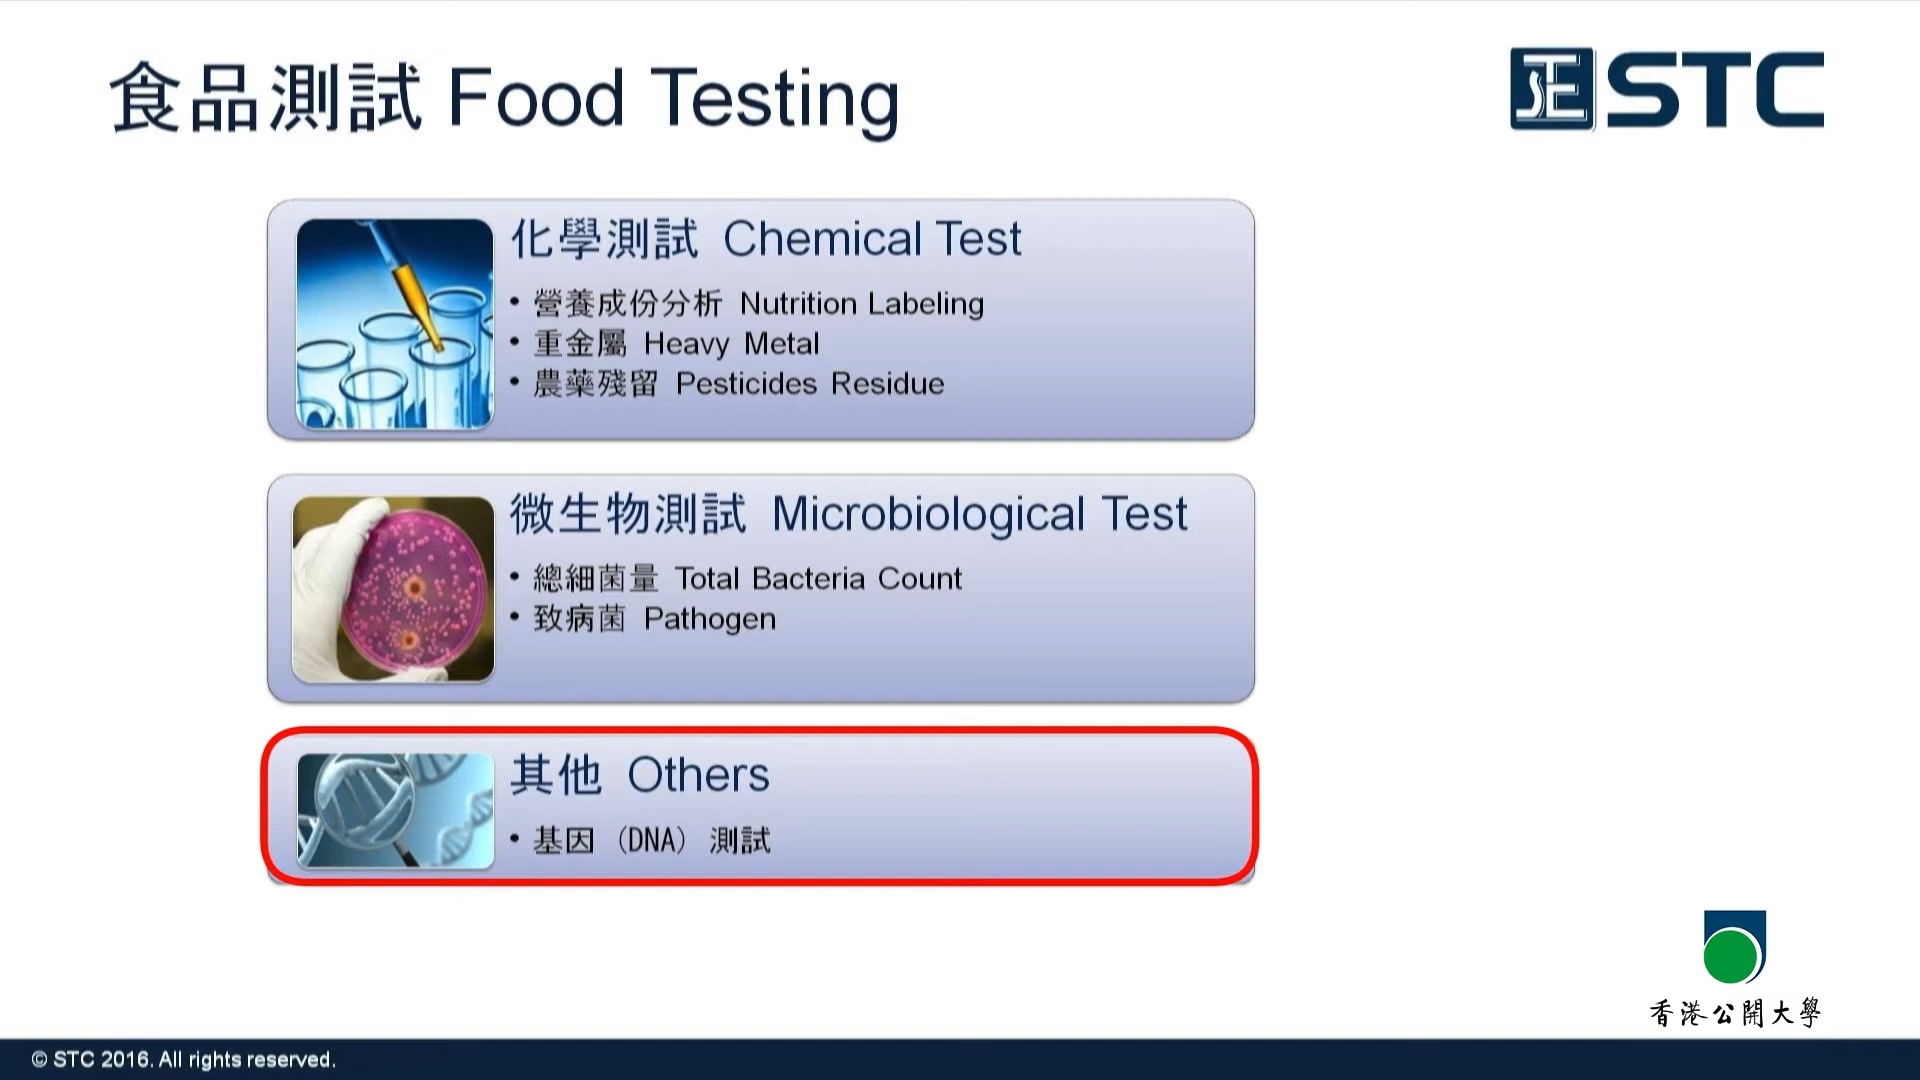 食品測試 Food Testing
STC
化學測試 Chemical Test
• 營養成份分析 Nutrition Labeling
• 重金屬 Heavy Metal
• 農藥殘留 Pesticides Residue
微生物測試 Microbiological Test
• 總細菌量 Total Bacteria Count
• 致病菌 Pathogen
其他 Others
• 基因 (DNA) 測試
香港公開大學
© STC 2016. All rights reserved.